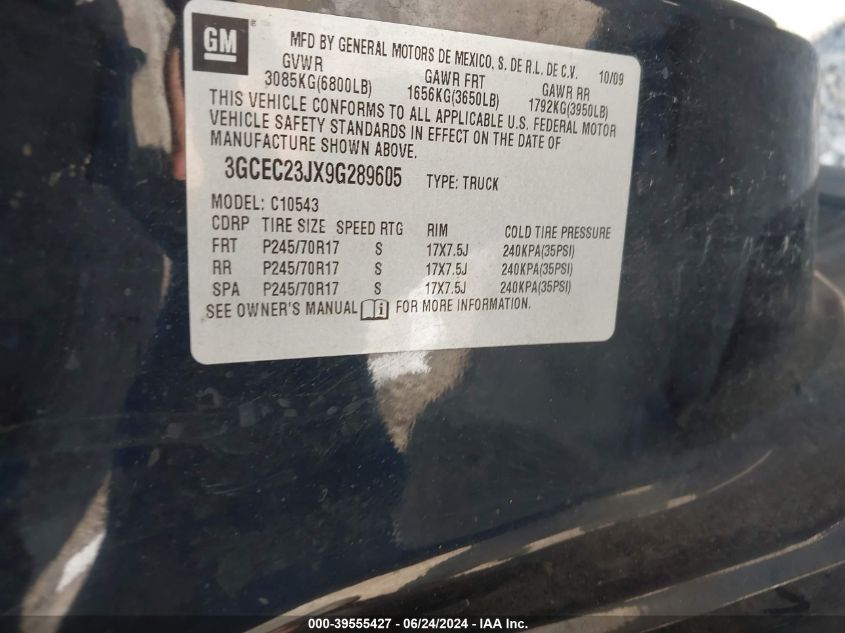 GM ®
MFD BY GENERAL MOTORS DE MEXICO, S. DE R.L. DE C.V. 10/09
GVWR GAWR FRT GAWR RR
3085KG(6800LB) 1656KG(3650LB) 1792KG(3950LB)
THIS VEHICLE CONFORMS TO ALL APPLICABLE U.S. FEDERAL MOTOR
VEHICLE SAFETY STANDARDS IN EFFECT ON THE DATE OF
MANUFACTURE SHOWN ABOVE.
3GCEC23JX9G289605 TYPE: TRUCK
MODEL: C10543
CDRP TIRE SIZE SPEED RTG RIM COLD TIRE PRESSURE
FRT P245/70R17 S 17X7.5J 240KPA(35PSI)
RR P245/70R17 S 17X7.5J 240KPA(35PSI)
SPA P245/70R17 S 17X7.5J 240KPA(35PSI)
SEE OWNER'S MANUAL i FOR MORE INFORMATION.
000-39555427 - 06/24/2024 - IAA Inc.